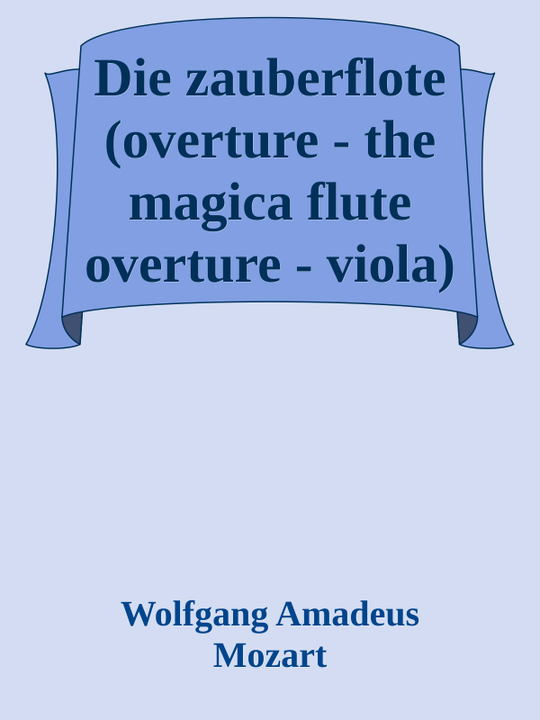 Die zauberflote
(overture - the
magica flute
overture - viola)
Wolfgang Amadeus
Mozart